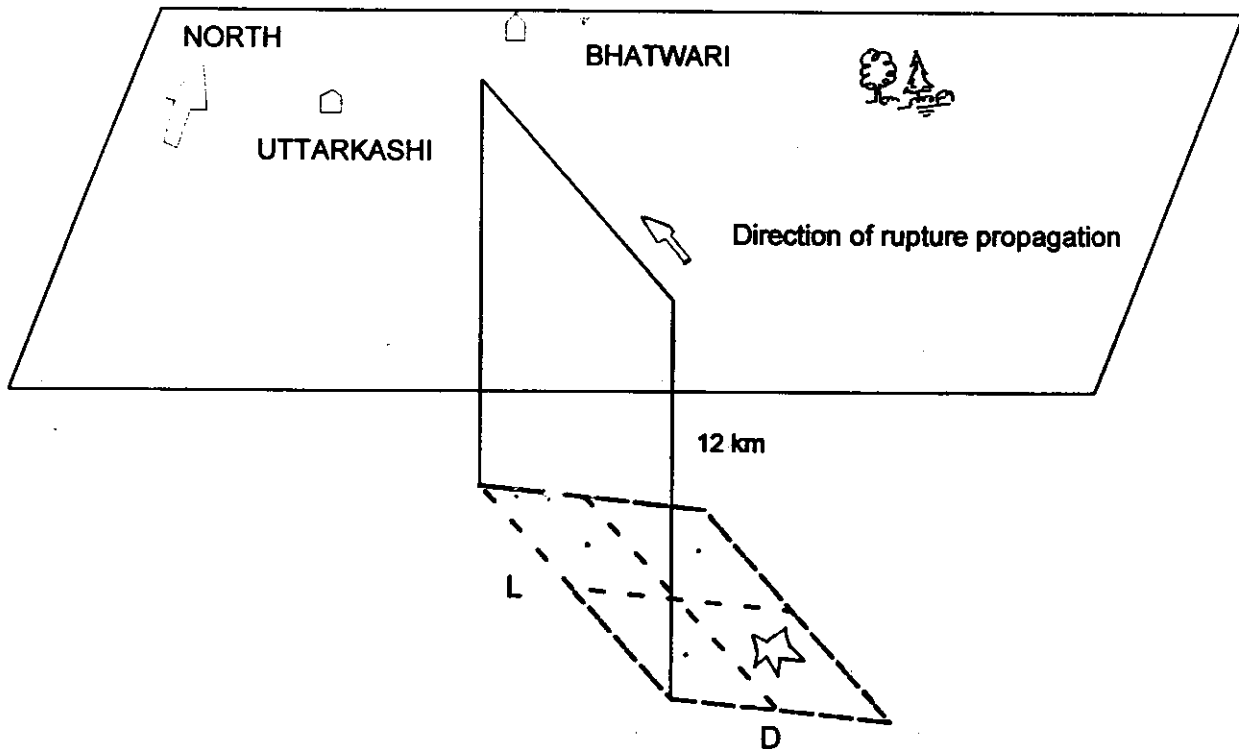 NORTH
BHATWARI
UTTARKASHI
Direction of rupture propagation
12 km
L
D